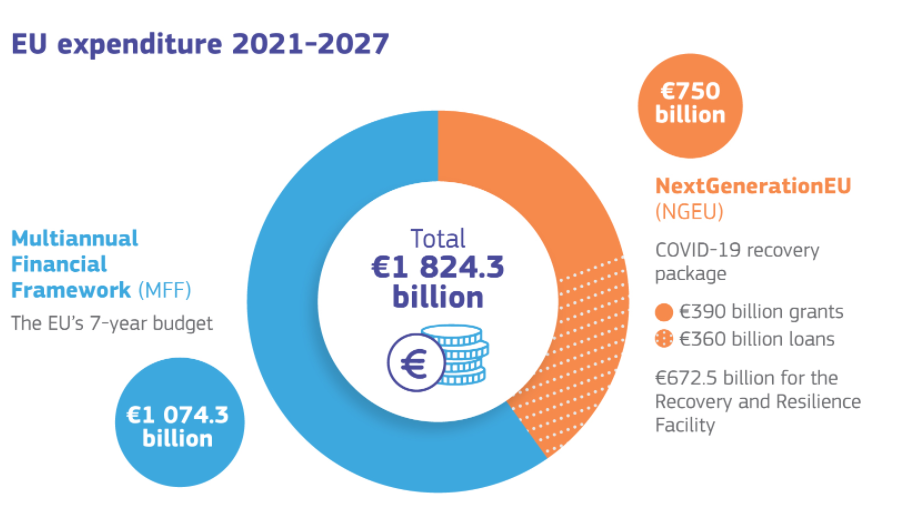 EU expenditure 2021-2027
€750
billion
NextGenerationEU
(NGEU)
COVID-19 recovery
package
€390 billion grants
€360 billion loans
€672.5 billion for the
Recovery and Resilience
Facility
Total
€1 824.3
billion
€
Multiannual
Financial
Framework (MFF)
The EU's 7-year budget
€1 074.3
billion